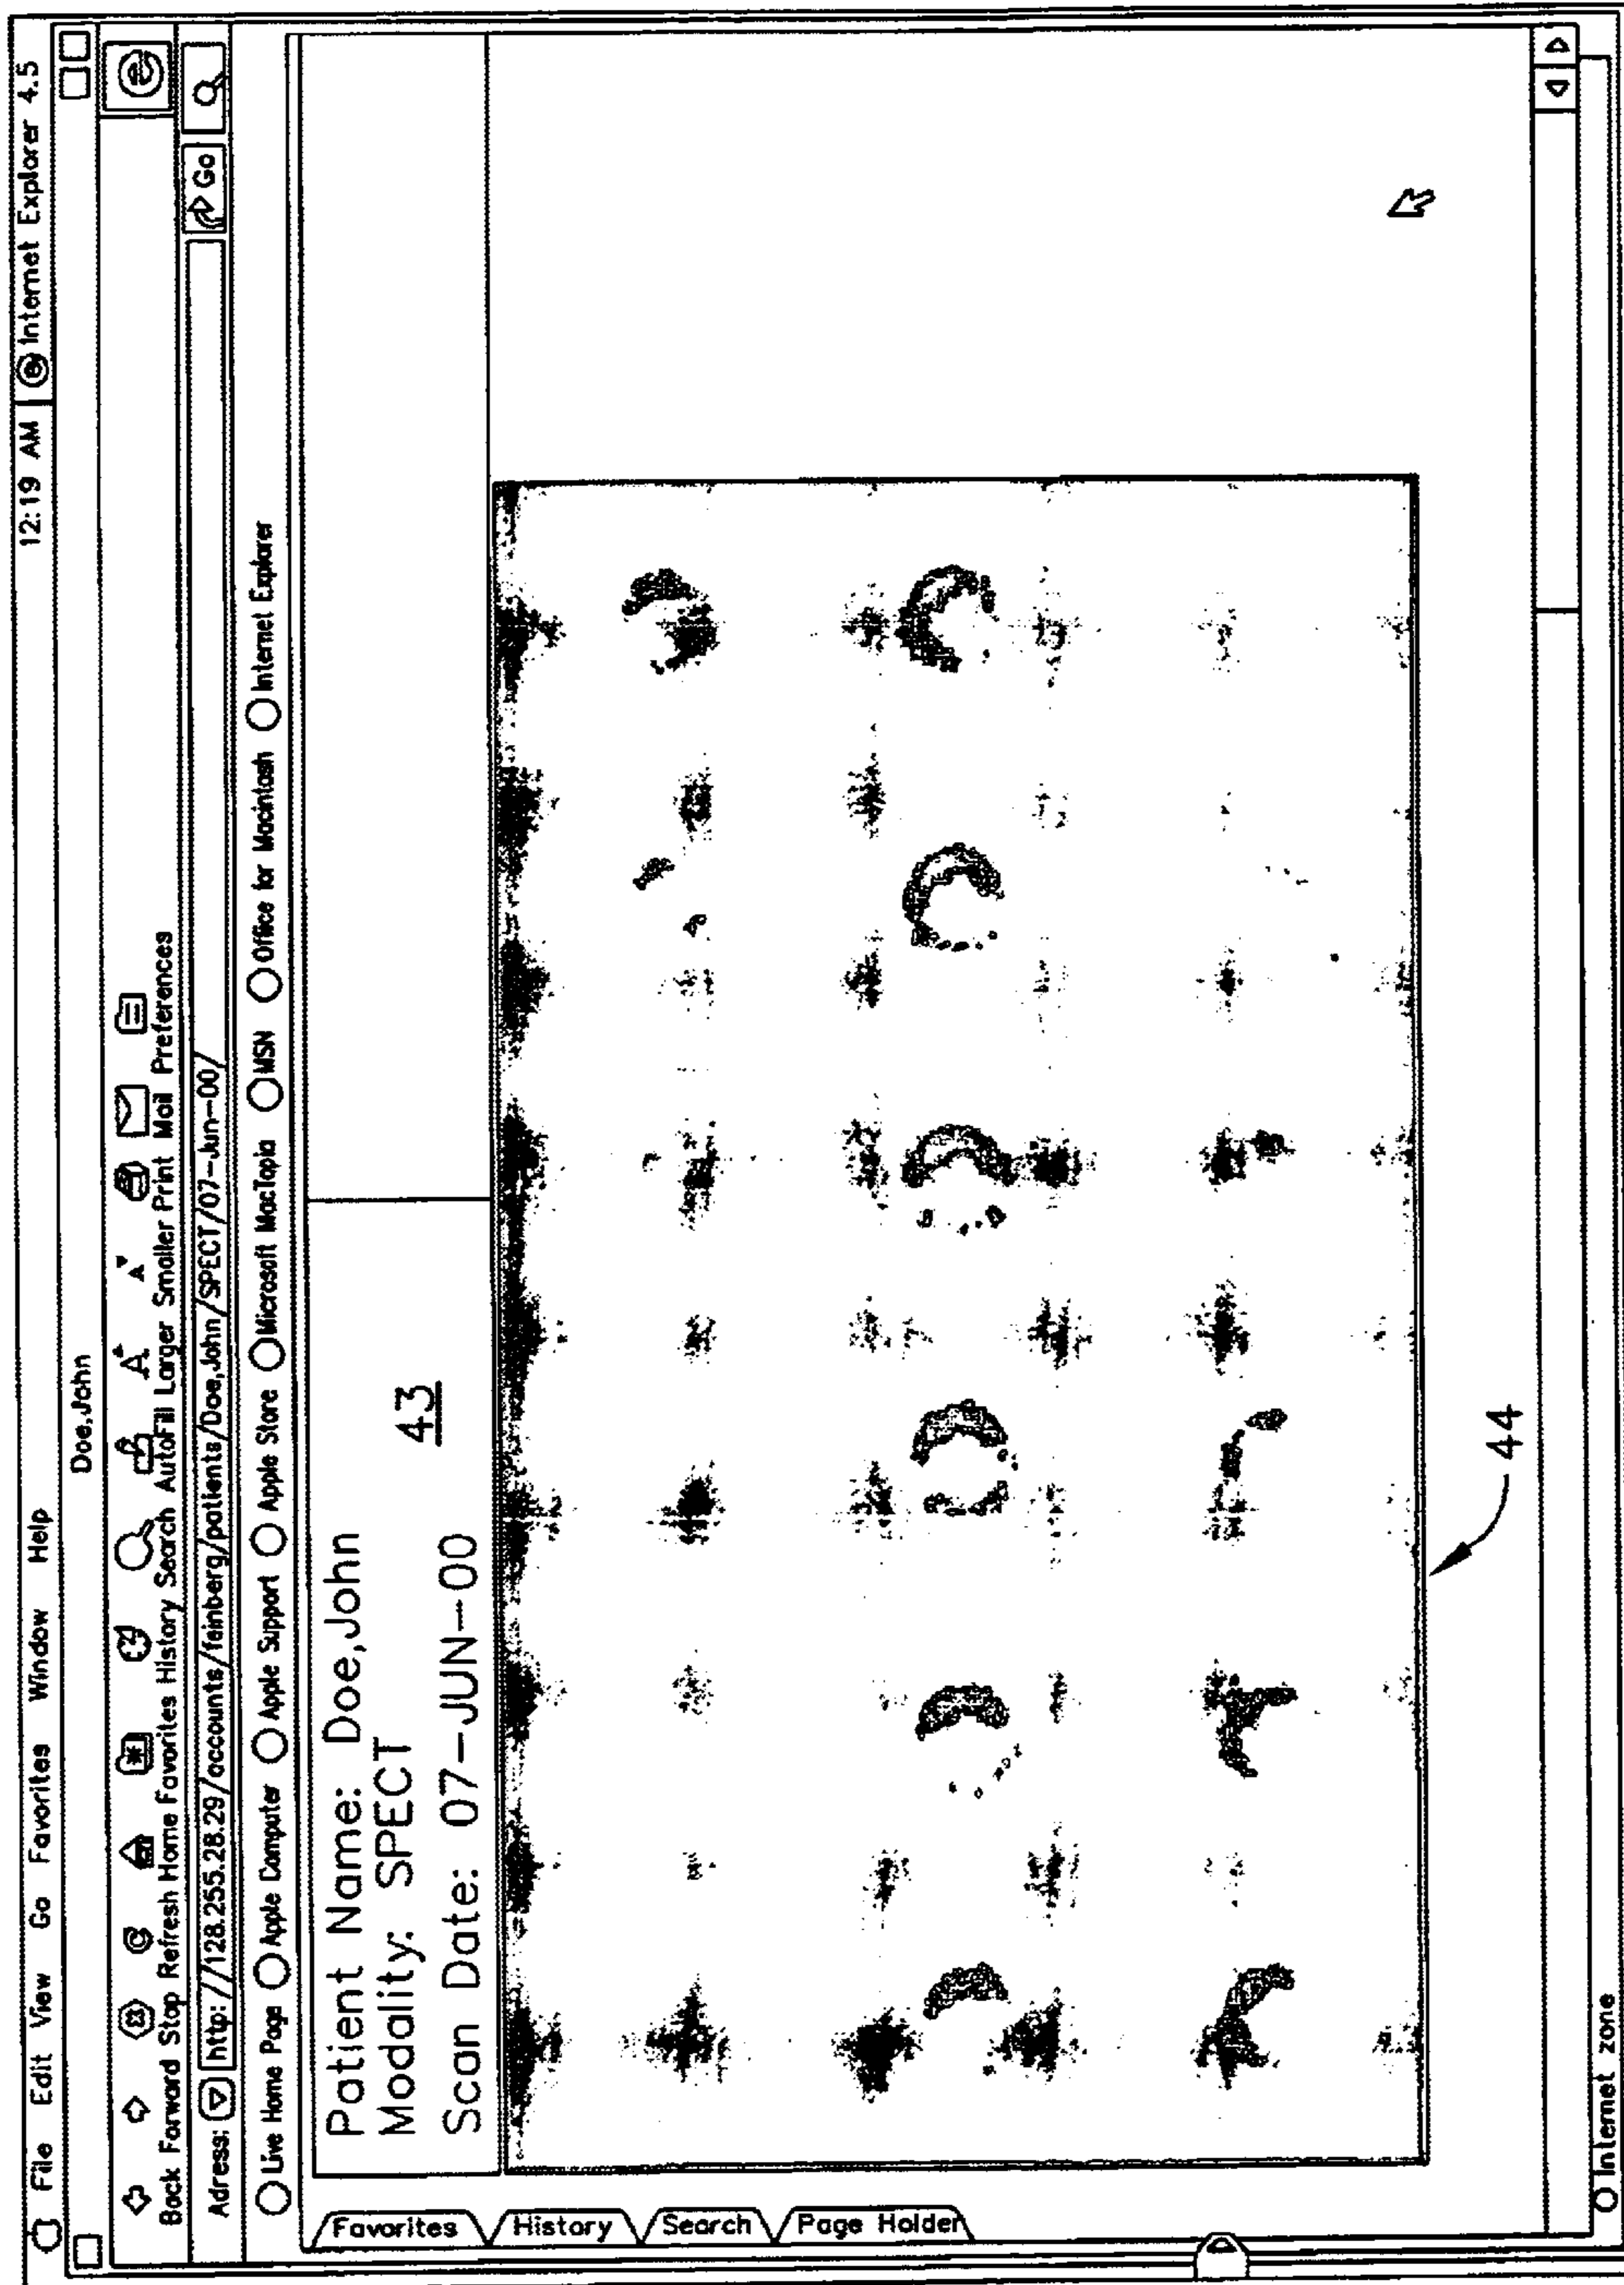 File Edit View Go Favorites Window Help 12:19 AM Internet Explorer 4.5
Doe,John
Back Forward Stop Refresh Home Favorites History Search AutoFill Larger Smaller Print Mail Preferences
Adress: http://128.255.28.29/accounts/feinberg/patients/Doe,John/SPECT/07-Jun-00/ Go
Live Home Page Apple Computer Apple Support Apple Store Microsoft MacTopia MSN Office for Macintosh Internet Explorer
Favorites
History
Search
Page Holder
Patient Name: Doe,John
Modality: SPECT
43
Scan Date: 07-JUN-00
44
Internet zone